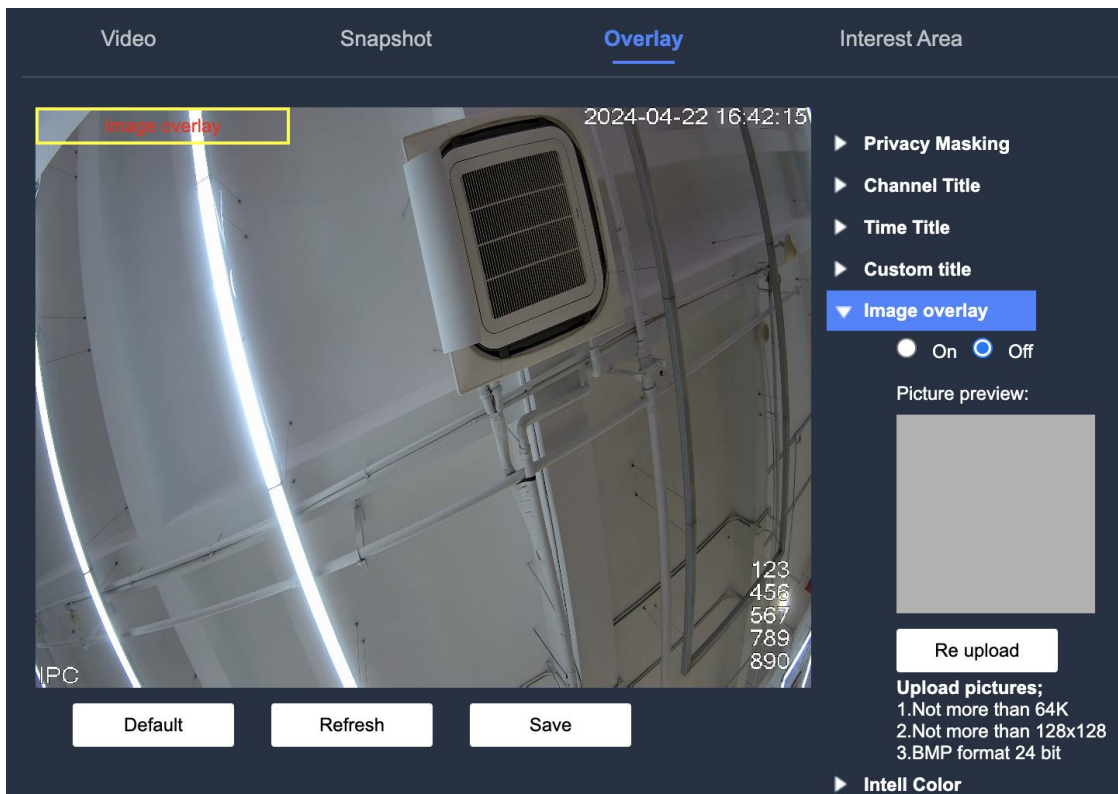 Video
Snapshot
Overlay
Interest Area
Image overlay
2024-04-22 16:42:15
Privacy Masking
Channel Title
Time Title
Custom title
Image overlay
On
Off
Picture preview:
123
456
567
789
890
IPC
Re upload
Upload pictures;
1.Not more than 64K
2.Not more than 128x128
3.BMP format 24 bit
Default
Refresh
Save
Intell Color